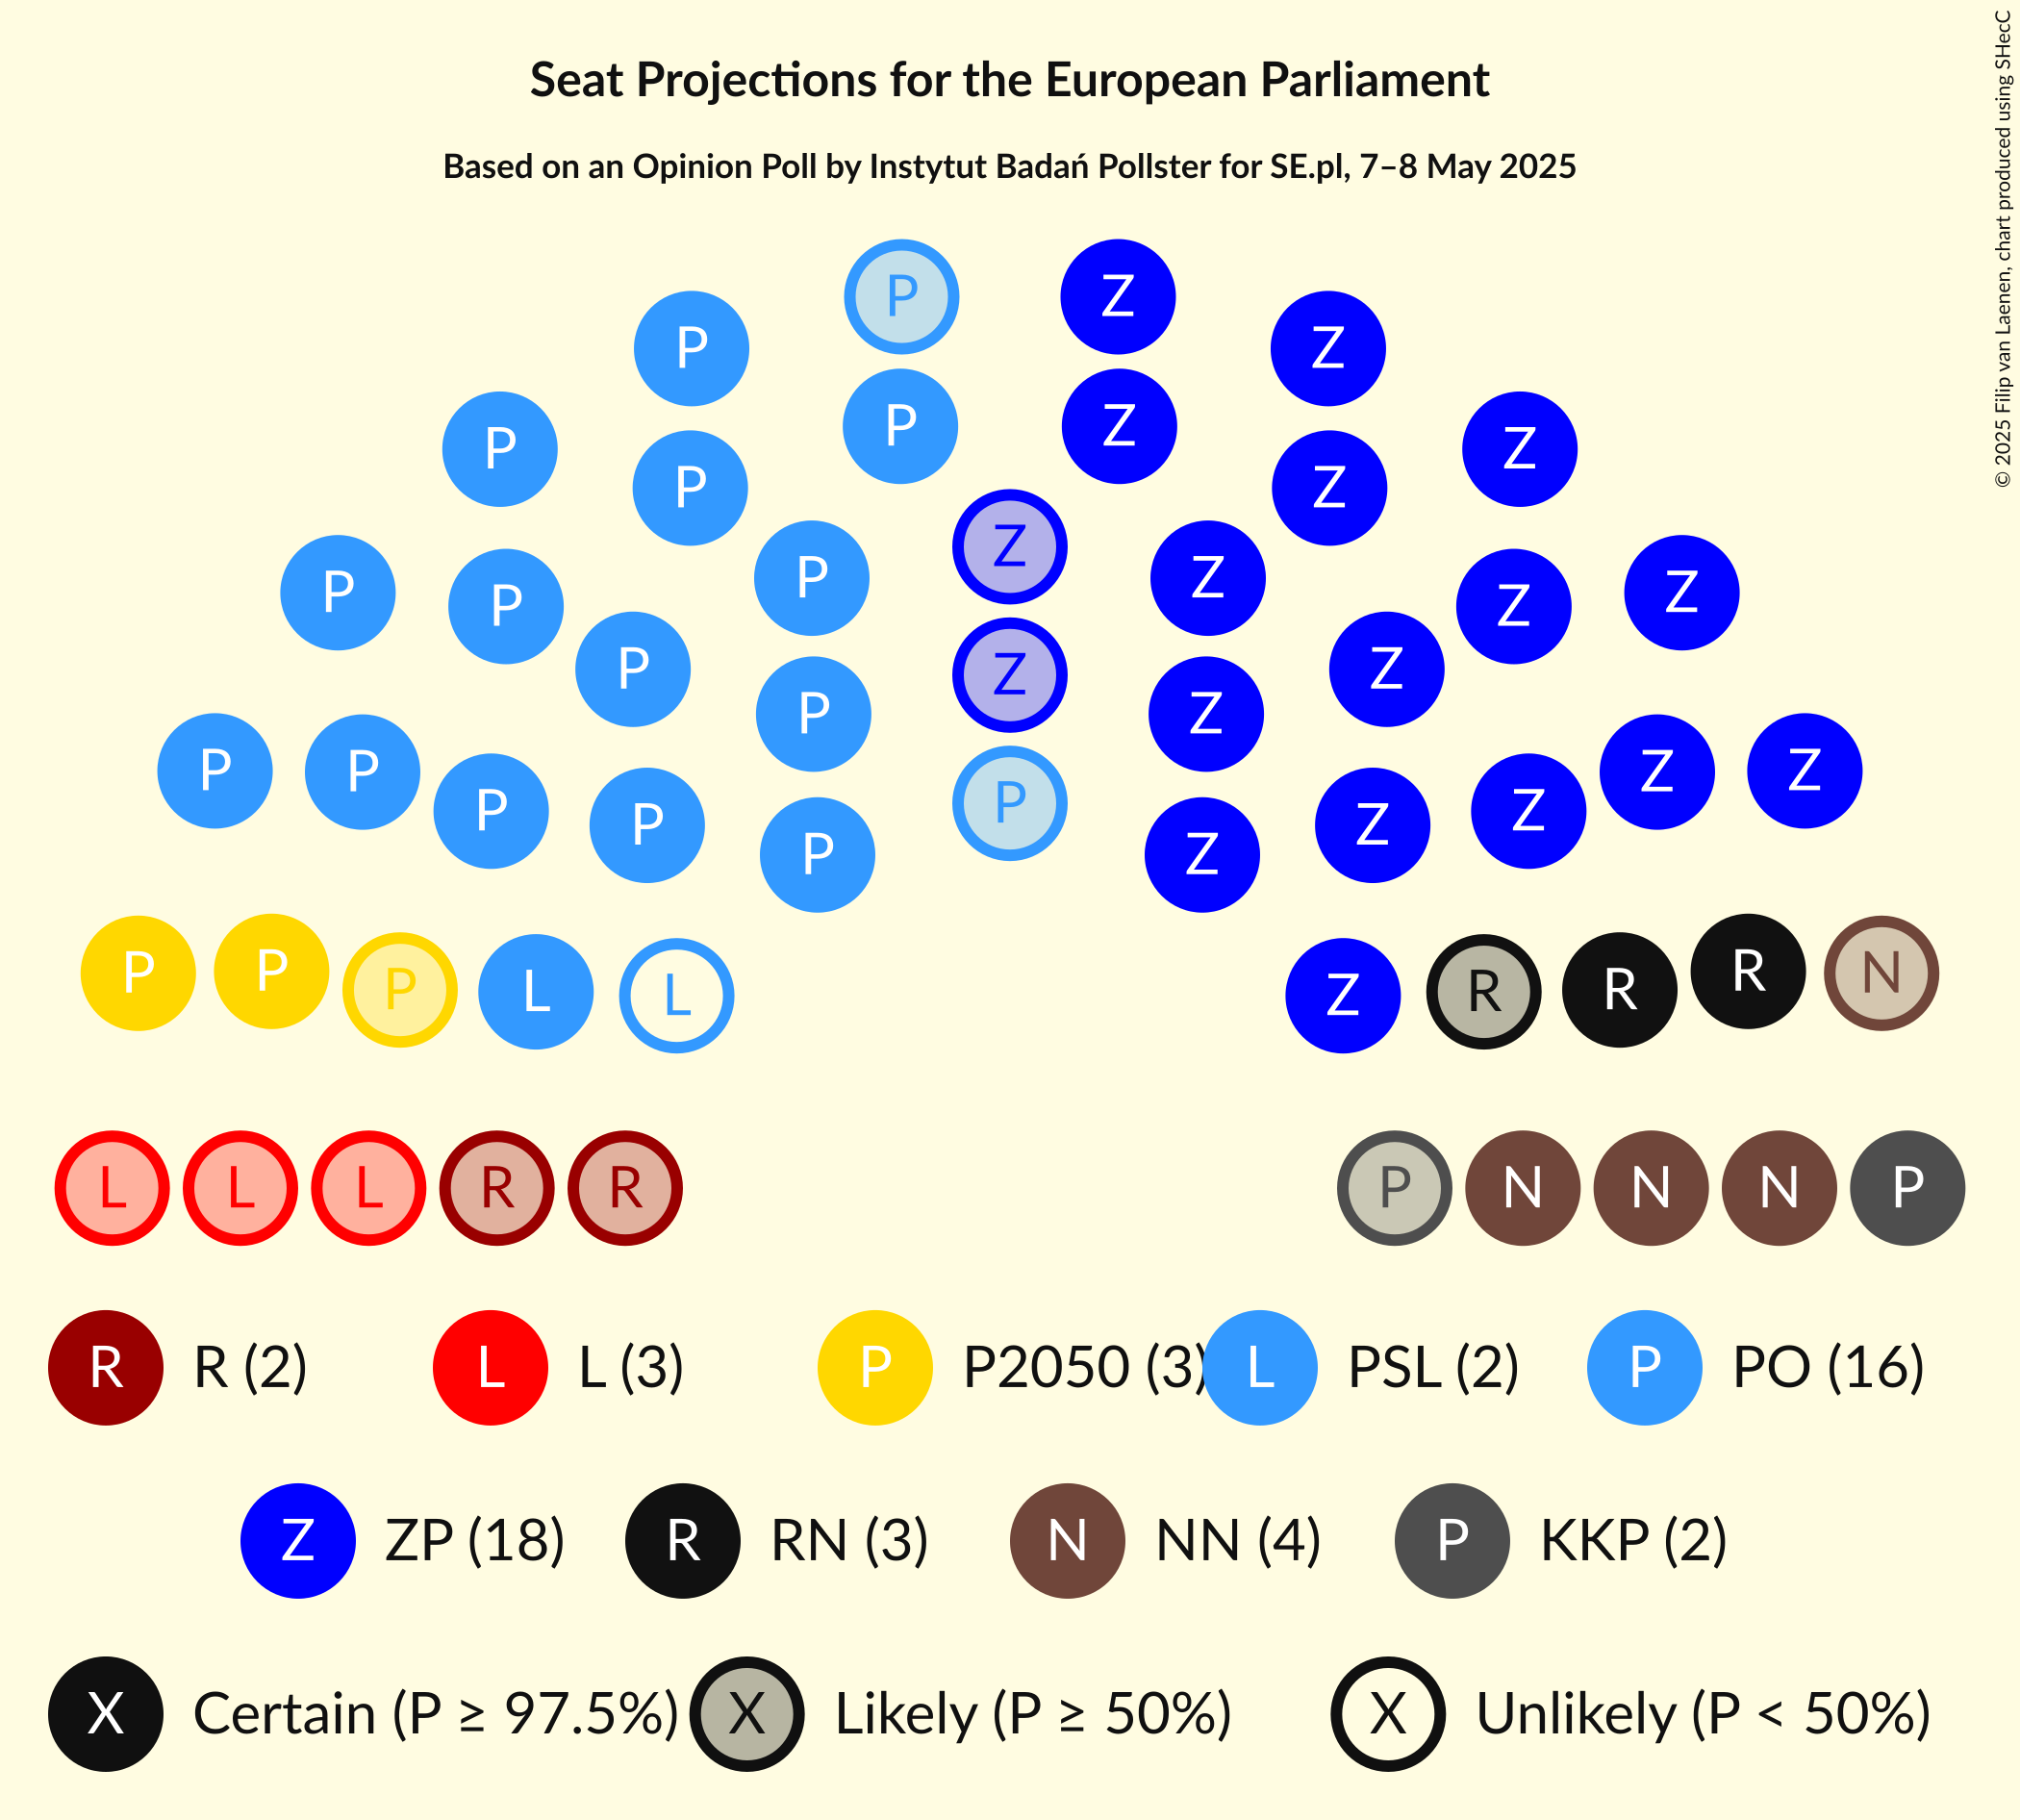 Seat Projections for the European Parliament
Based on an Opinion Poll by Instytut Badań Pollster for SE.pl, 7–8 May 2025
© 2025 Filip van Laenen, chart produced using SHecC
P Z
P Z
P Z
P Z
P Z
P Z
Z
P Z
P Z
P Z
P Z
Z
P Z
P P Z Z
P Z
P
P Z
P Z
P P L L Z R R R N
L L L R R P N N N P
R R (2) L L (3) P P2050 (3) L PSL (2) P PO (16)
Z ZP (18) R RN (3) N NN (4) P KKP (2)
X Certain (P ≥ 97.5%) X Likely (P ≥ 50%) X Unlikely (P < 50%)